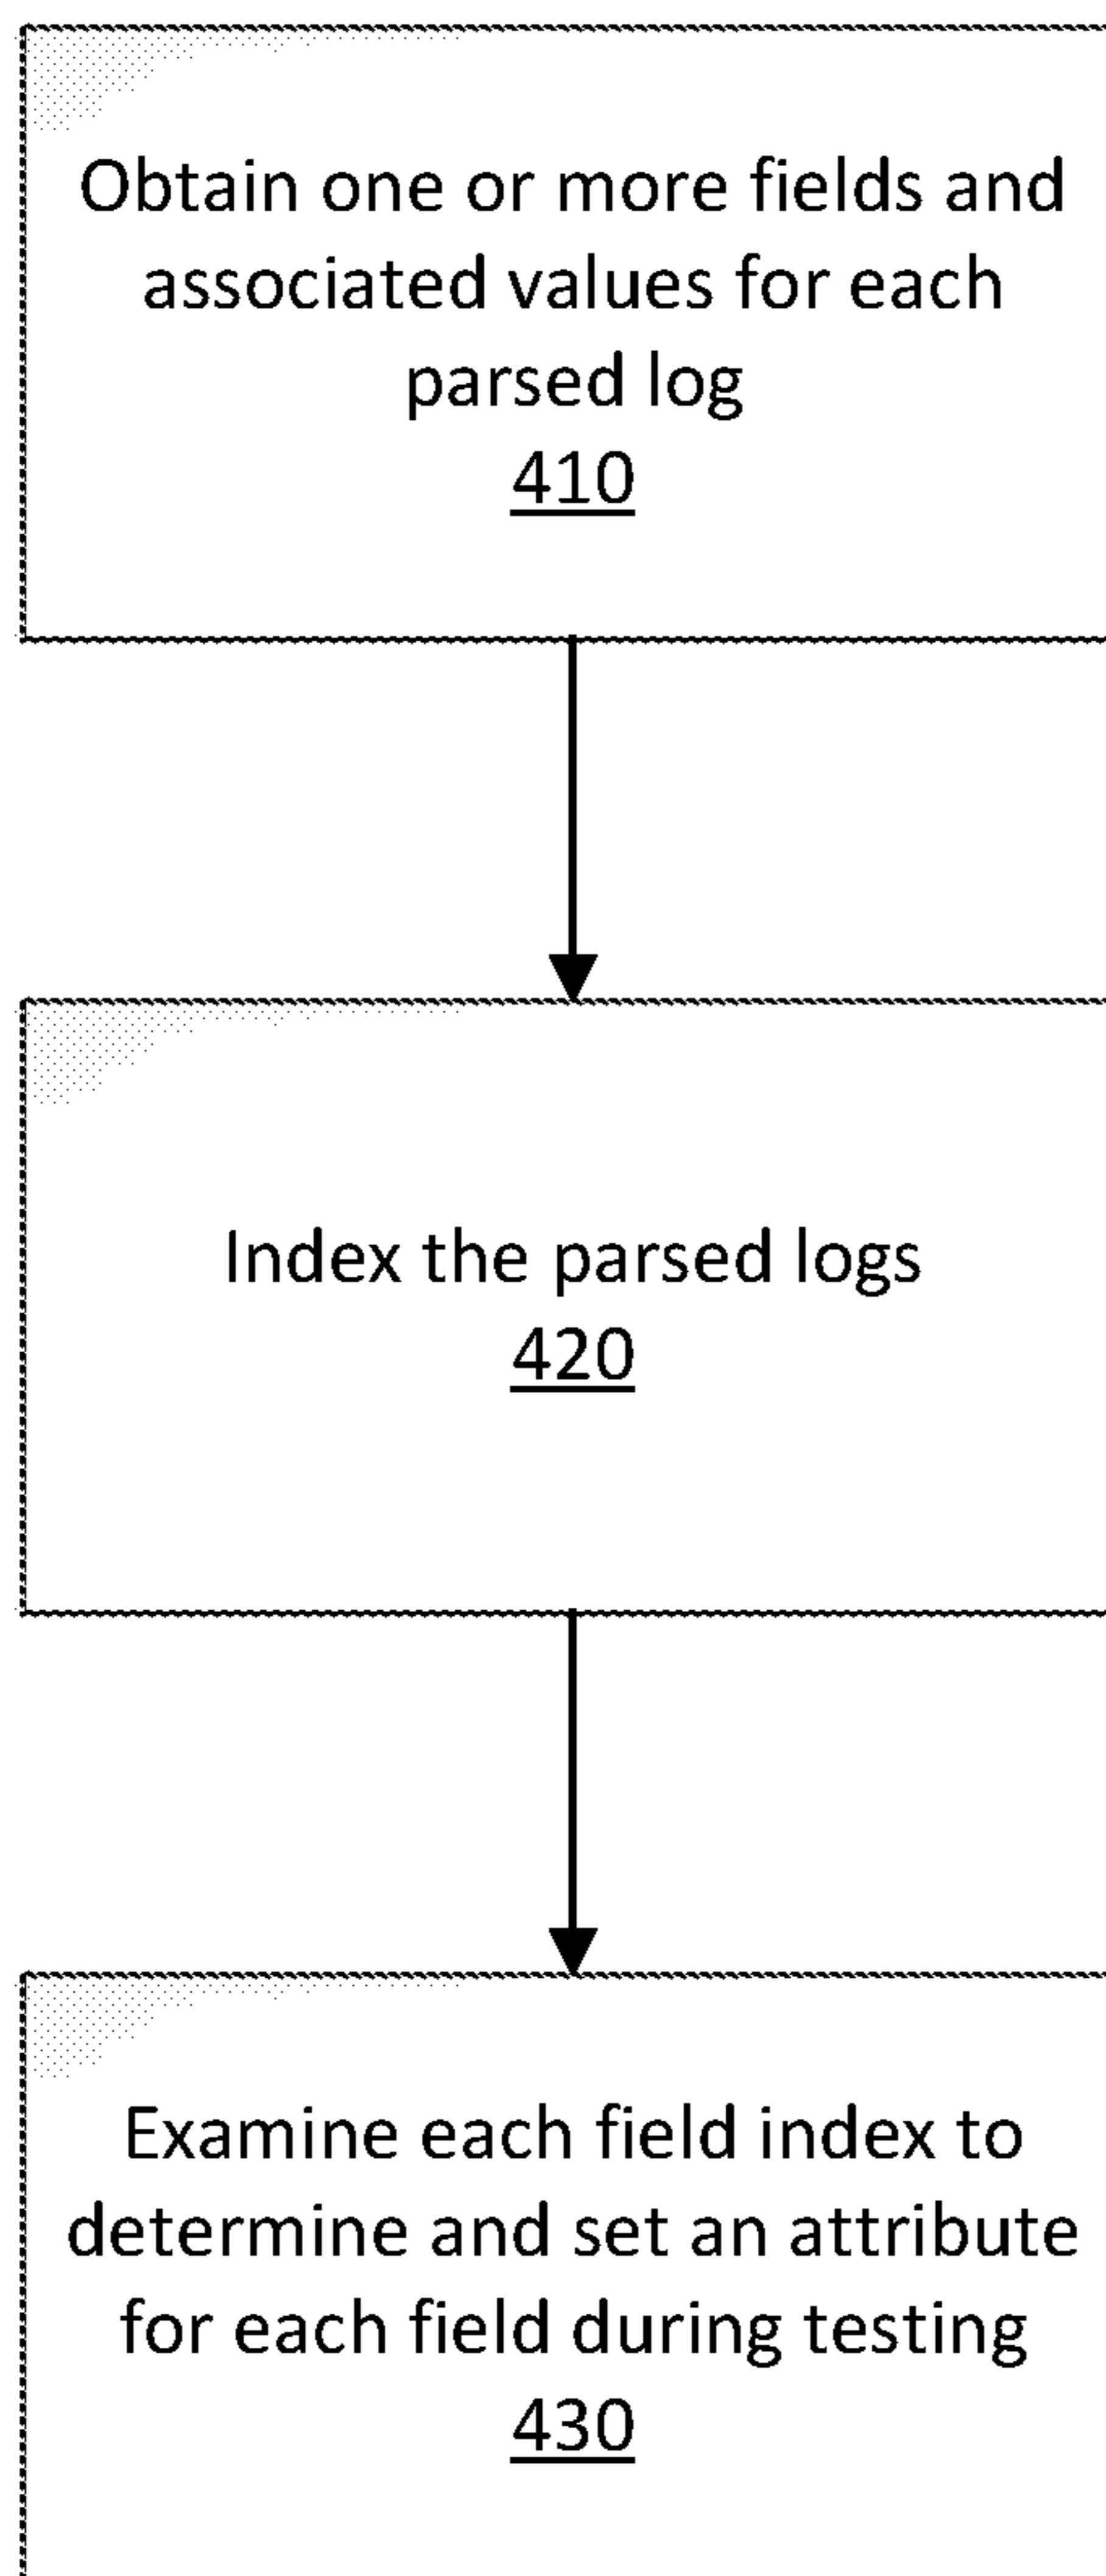 Obtain one or more fields and
associated values for each
parsed log
410
Index the parsed logs
420
Examine each field index to
determine and set an attribute
for each field during testing
430